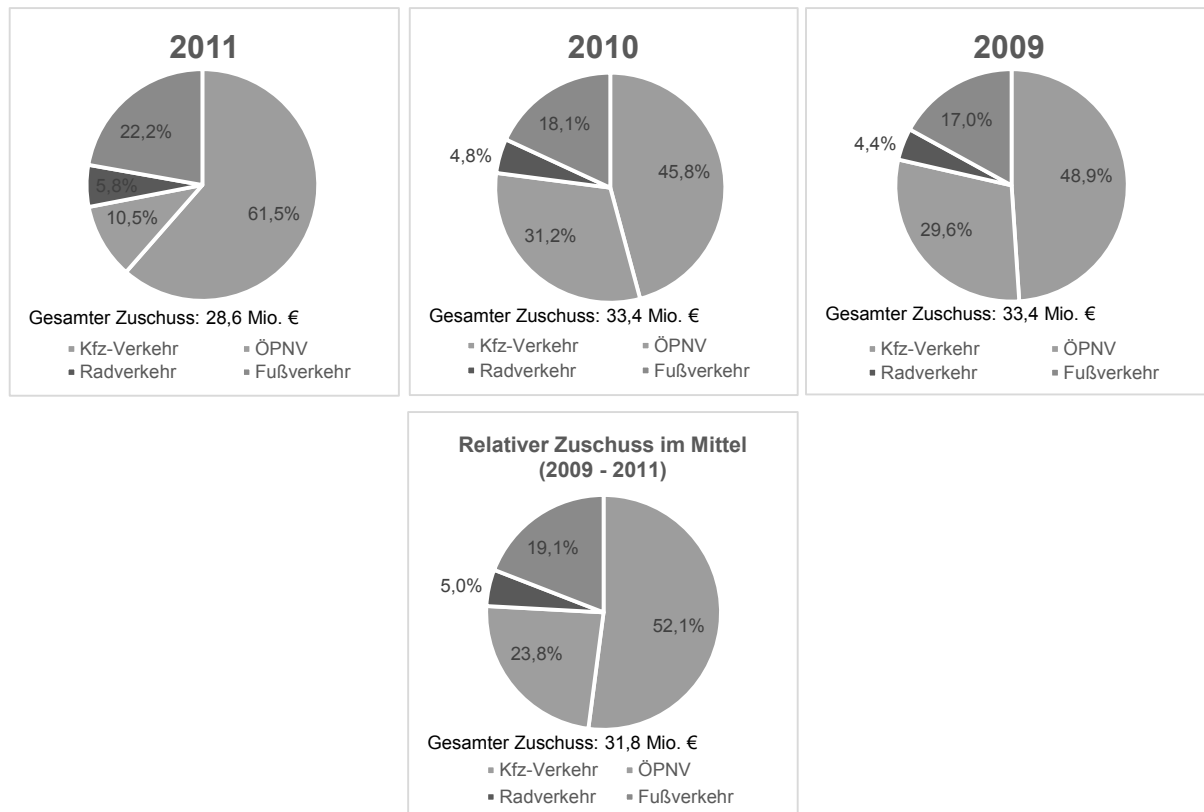 2011
22,2%
5,8%
10,5%
61,5%
Gesamter Zuschuss: 28,6 Mio. €
Kfz-Verkehr ÖPNV
Radverkehr Fußverkehr
2010
18,1%
4,8%
45,8%
31,2%
Gesamter Zuschuss: 33,4 Mio. €
Kfz-Verkehr ÖPNV
Radverkehr Fußverkehr
2009
17,0%
4,4%
48,9%
29,6%
Gesamter Zuschuss: 33,4 Mio. €
Kfz-Verkehr ÖPNV
Radverkehr Fußverkehr
Relativer Zuschuss im Mittel
(2009 - 2011)
19,1%
5,0%
52,1%
23,8%
Gesamter Zuschuss: 31,8 Mio. €
Kfz-Verkehr ÖPNV
Radverkehr Fußverkehr